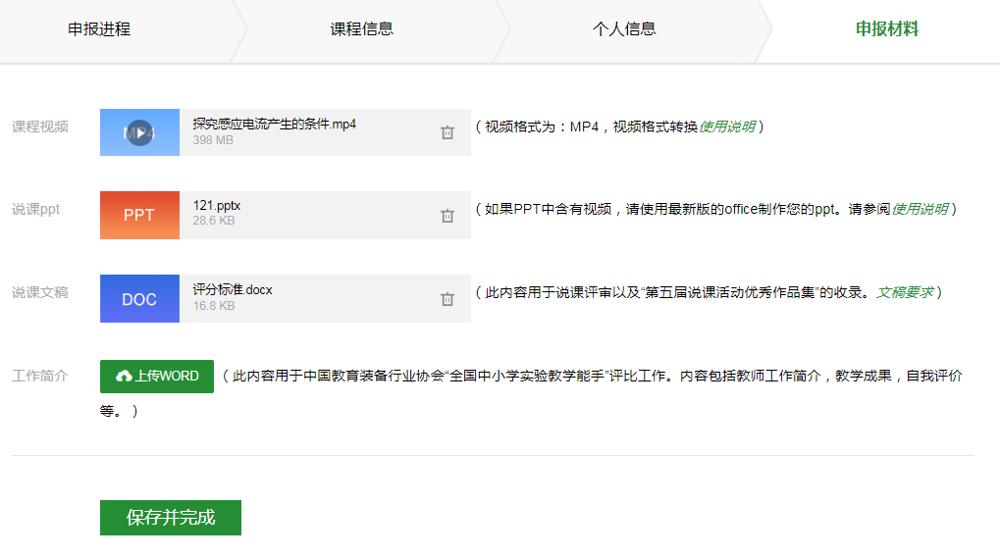 申报进程 课程信息 个人信息 申报材料
课程视频 MP4 探究感应电流产生的条件.mp4 （视频格式为：MP4，视频格式转换使用说明）
398 MB
说课ppt PPT 121.pptx （如果PPT中含有视频，请使用最新版的office制作您的ppt。请参阅使用说明）
28.6 KB
说课文稿 DOC 评分标准.docx （此内容用于说课评审以及“第五届说课活动优秀作品集”的收录。文稿要求）
16.8 KB
工作简介 上传WORD （此内容用于中国教育装备行业协会“全国中小学实验教学能手”评比工作。内容包括教师工作简介，教学成果，自我评价
等。）
保存并完成